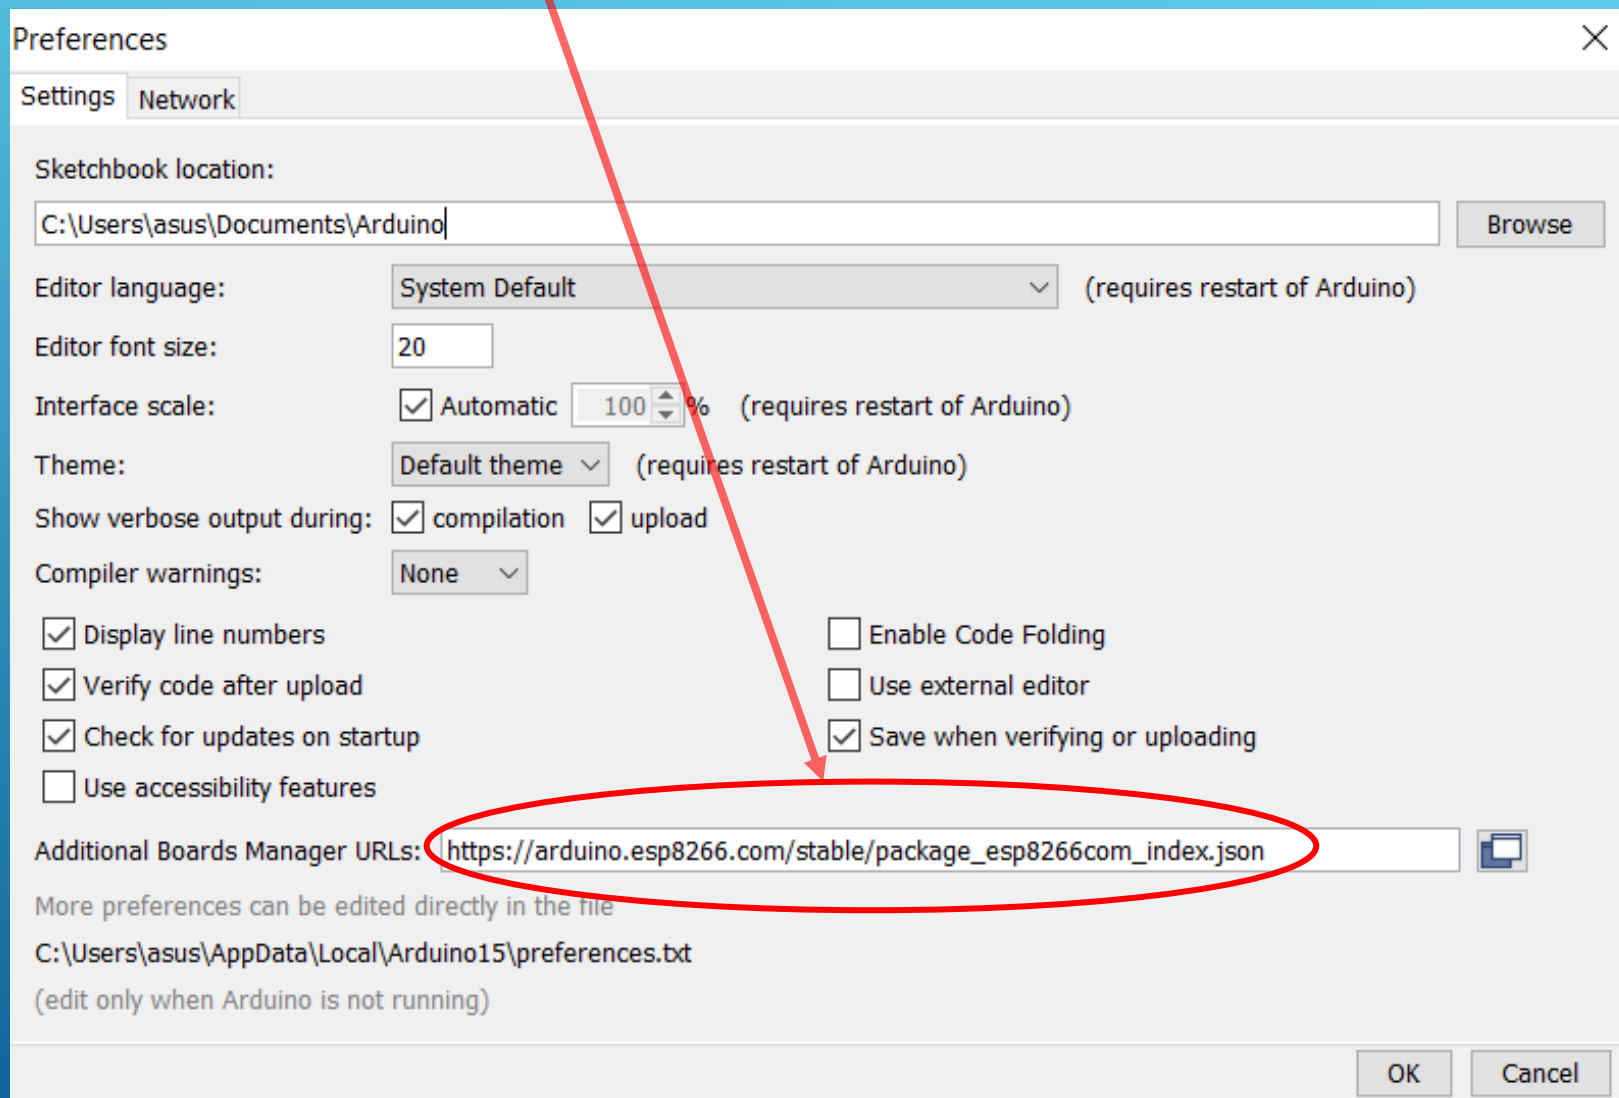 Preferences
Settings Network
Sketchbook location:
C:\Users\asus\Documents\Arduino Browse
Editor language: System Default (requires restart of Arduino)
Editor font size: 20
Interface scale: Automatic 100 % (requires restart of Arduino)
Theme: Default theme (requires restart of Arduino)
Show verbose output during: compilation upload
Compiler warnings: None
Display line numbers Enable Code Folding
Verify code after upload Use external editor
Check for updates on startup Save when verifying or uploading
Use accessibility features
Additional Boards Manager URLs: https://arduino.esp8266.com/stable/package_esp8266com_index.json
More preferences can be edited directly in the file
C:\Users\asus\AppData\Local\Arduino15\preferences.txt
(edit only when Arduino is not running)
OK Cancel